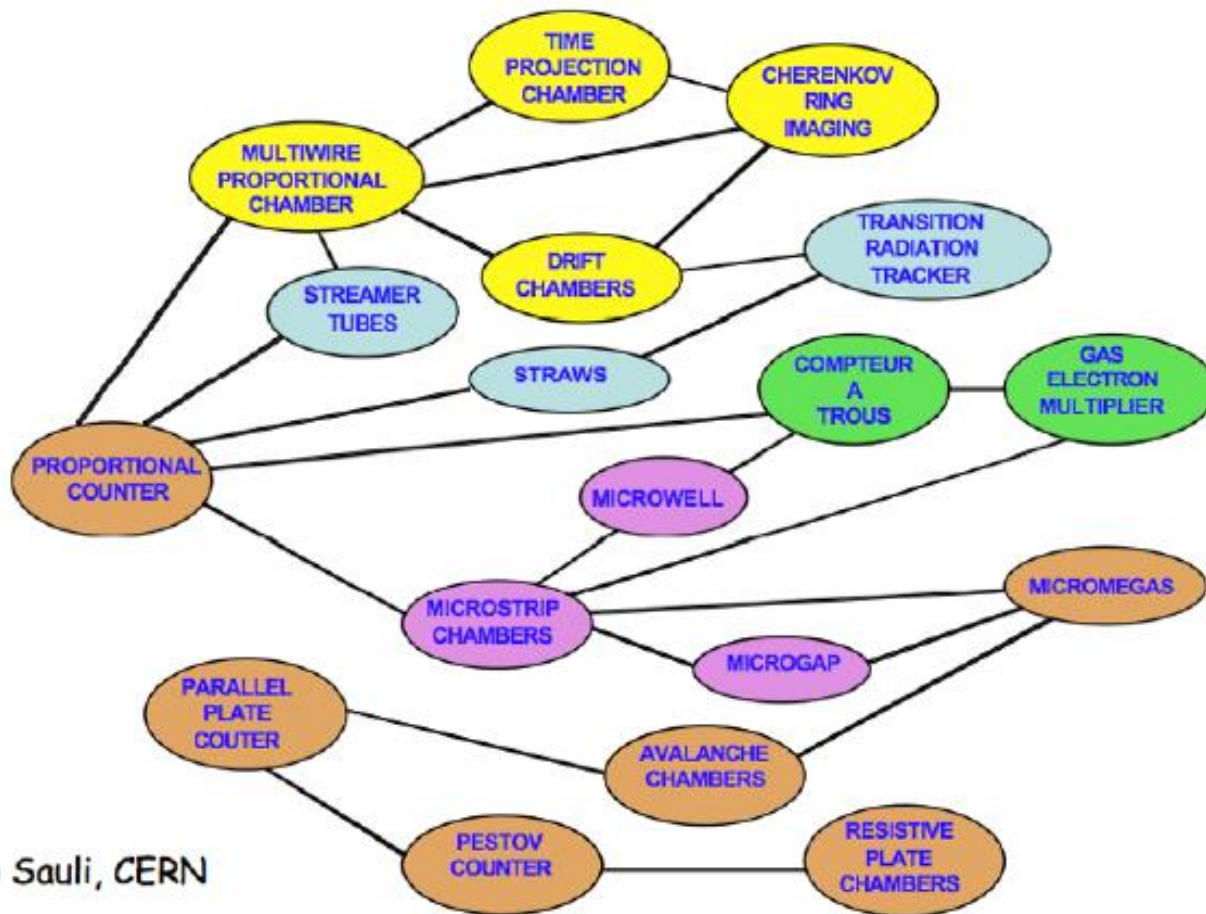 TIME
PROJECTION
CHAMBER
CHERENKOV
RING
IMAGING
MULTIWIRE
PROPORTIONAL
CHAMBER
TRANSITION
RADIATION
TRACKER
DRIFT
CHAMBERS
STREAMER
TUBES
STRAWS
COMPTEUR
A
TROUS
GAS
ELECTRON
MULTIPLIER
PROPORTIONAL
COUNTER
MICROWELL
MICROSTRIP
CHAMBERS
MICROMEGAS
MICROGAP
PARALLEL
PLATE
COUTER
AVALANCHE
CHAMBERS
PESTOV
COUNTER
RESISTIVE
PLATE
CHAMBERS
Sauli, CERN